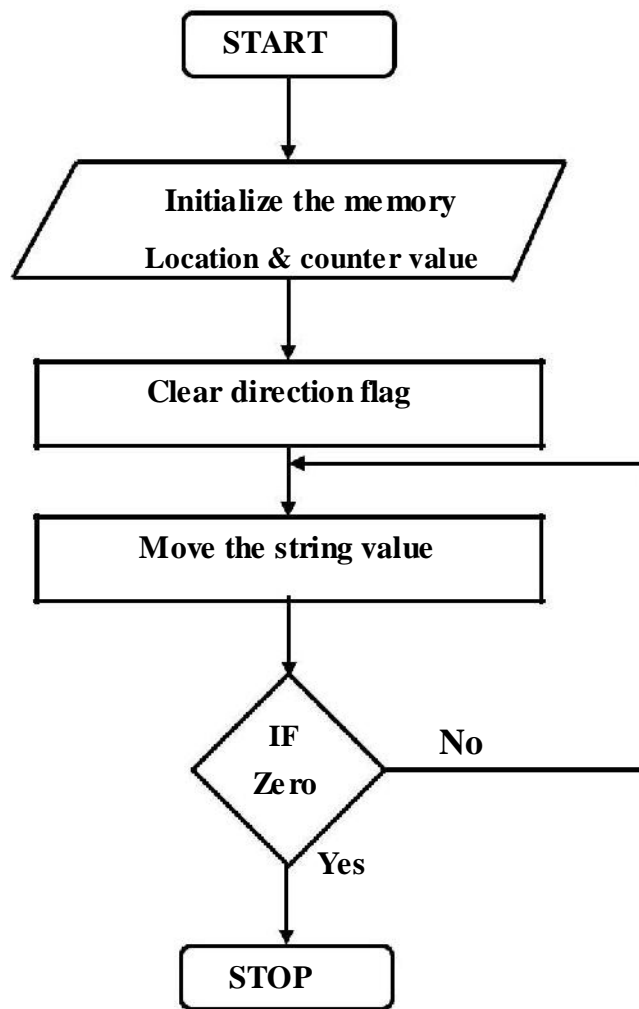 START
Initialize the memory
Location & counter value
Clear direction flag
Move the string value
IF
Zero
No
Yes
STOP